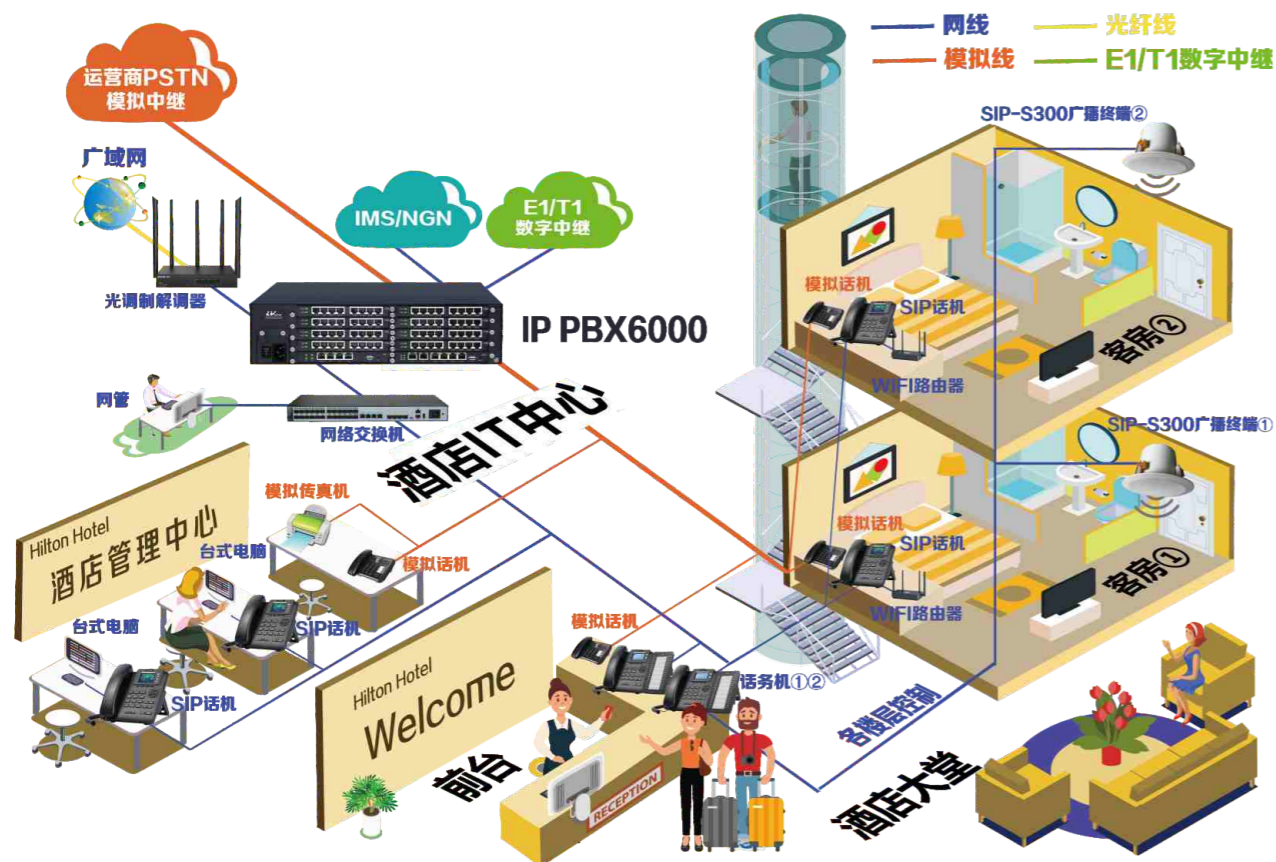 网线
光纤线
模拟线
E1/T1数字中继
运营商PSTN
模拟中继
广域网
IMS/NGN
E1/T1
数字中继
光调制解调器
IP PBX6000
网管
网络交换机
酒店IT中心
SIP-S300广播终端②
模拟话机
SIP话机
WIFI路由器
客房②
SIP-S300广播终端①
模拟话机
SIP话机
WIFI路由器
客房①
Hilton Hotel
酒店管理中心
模拟传真机
模拟话机
台式电脑
SIP话机
台式电脑
SIP话机
Hilton Hotel
Welcome
模拟话机
话务机①②
前台
RECEPTION
各楼层控制
酒店大堂